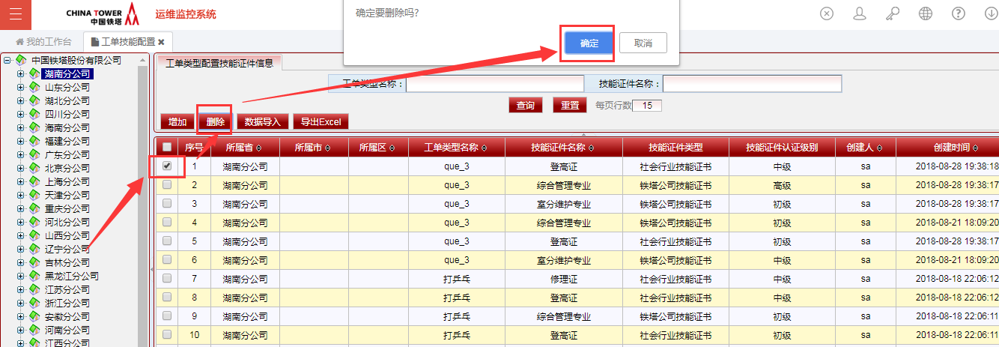 CHINA TOWER
中国铁塔
运维监控系统
确定要删除吗?
确定
取消
我的工作台
工单技能配置
中国铁塔股份有限公司
湖南分公司
山东分公司
湖北分公司
四川分公司
海南分公司
福建分公司
广东分公司
北京分公司
上海分公司
天津分公司
重庆分公司
河北分公司
山西分公司
辽宁分公司
吉林分公司
黑龙江分公司
江苏分公司
浙江分公司
安徽分公司
河南分公司
江西分公司
工单类型配置技能证件信息
工单类型名称: 技能证件名称:
查询 重置 每页行数 15
增加 删除 数据导入 导出Excel
序号 所属省 所属市 所属区 工单类型名称 技能证件名称 技能证件类型 技能证件认证级别 创建人 创建时间
1 湖南分公司 que_3 登高证 社会行业技能证书 中级 sa 2018-08-28 19:38:18
2 湖南分公司 que_3 综合管理专业 铁塔公司技能证书 高级 sa 2018-08-28 19:38:17
3 湖南分公司 que_3 室分维护专业 铁塔公司技能证书 初级 sa 2018-08-28 19:38:17
4 湖南分公司 que_3 综合管理专业 铁塔公司技能证书 初级 sa 2018-08-21 18:09:20
5 湖南分公司 que_3 登高证 社会行业技能证书 初级 sa 2018-08-28 19:38:17
6 湖南分公司 que_3 室分维护专业 铁塔公司技能证书 中级 sa 2018-08-21 18:09:20
7 湖南分公司 打乒乓 修理证 社会行业技能证书 中级 sa 2018-08-18 22:06:12
8 湖南分公司 打乒乓 登高证 社会行业技能证书 中级 sa 2018-08-18 22:06:12
9 湖南分公司 打乒乓 综合管理专业 铁塔公司技能证书 初级 sa 2018-08-18 22:06:11
10 湖南分公司 打乒乓 登高证 社会行业技能证书 初级 sa 2018-08-18 22:06:11